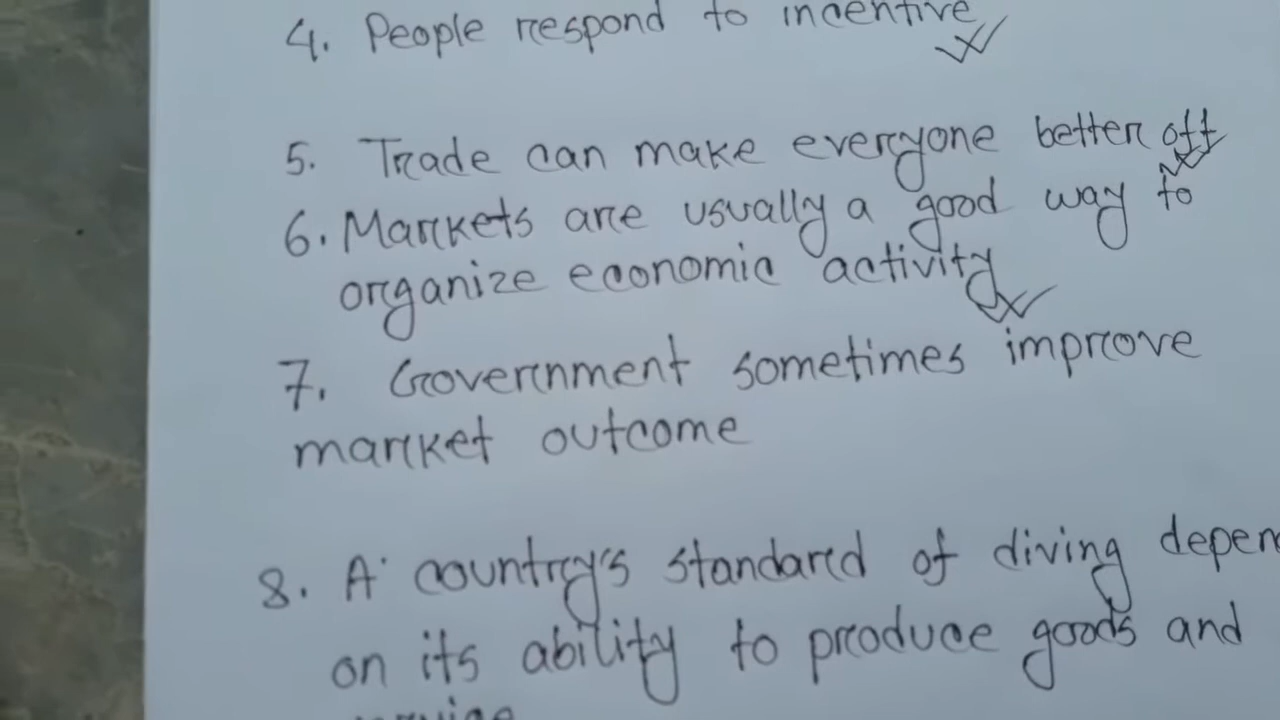 4. People respond to incentive
5. Trade can make everyone better off
6. Markets are usually a good way to
organize economic activity
7. Government sometimes improve
market outcome
8. A country's standard of diving depen
on its ability to produce goods and